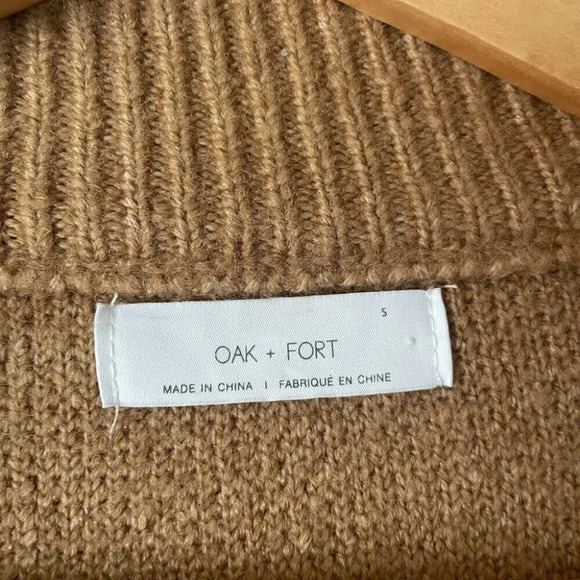 S
OAK + FORT
MADE IN CHINA | FABRIQUÉ EN CHINE